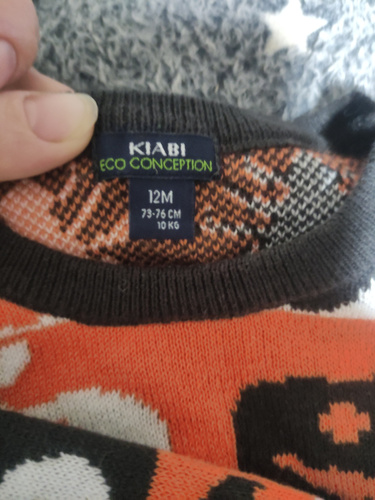 KIABI
ECO CONCEPTION
12M
73-76 CM
10 KG